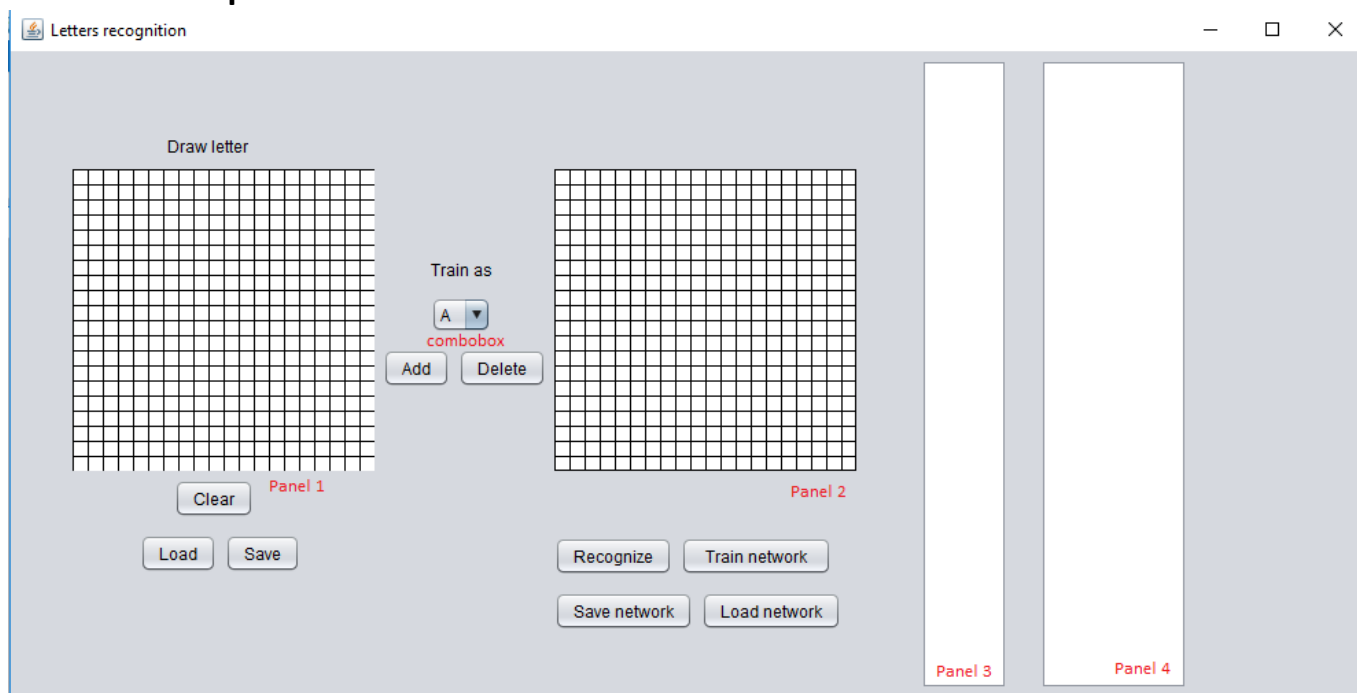 Letters recognition
Draw letter
Train as
A
combobox
Add Delete
Panel 1
Clear
Panel 2
Load Save
Recognize Train network
Save network Load network
Panel 3
Panel 4